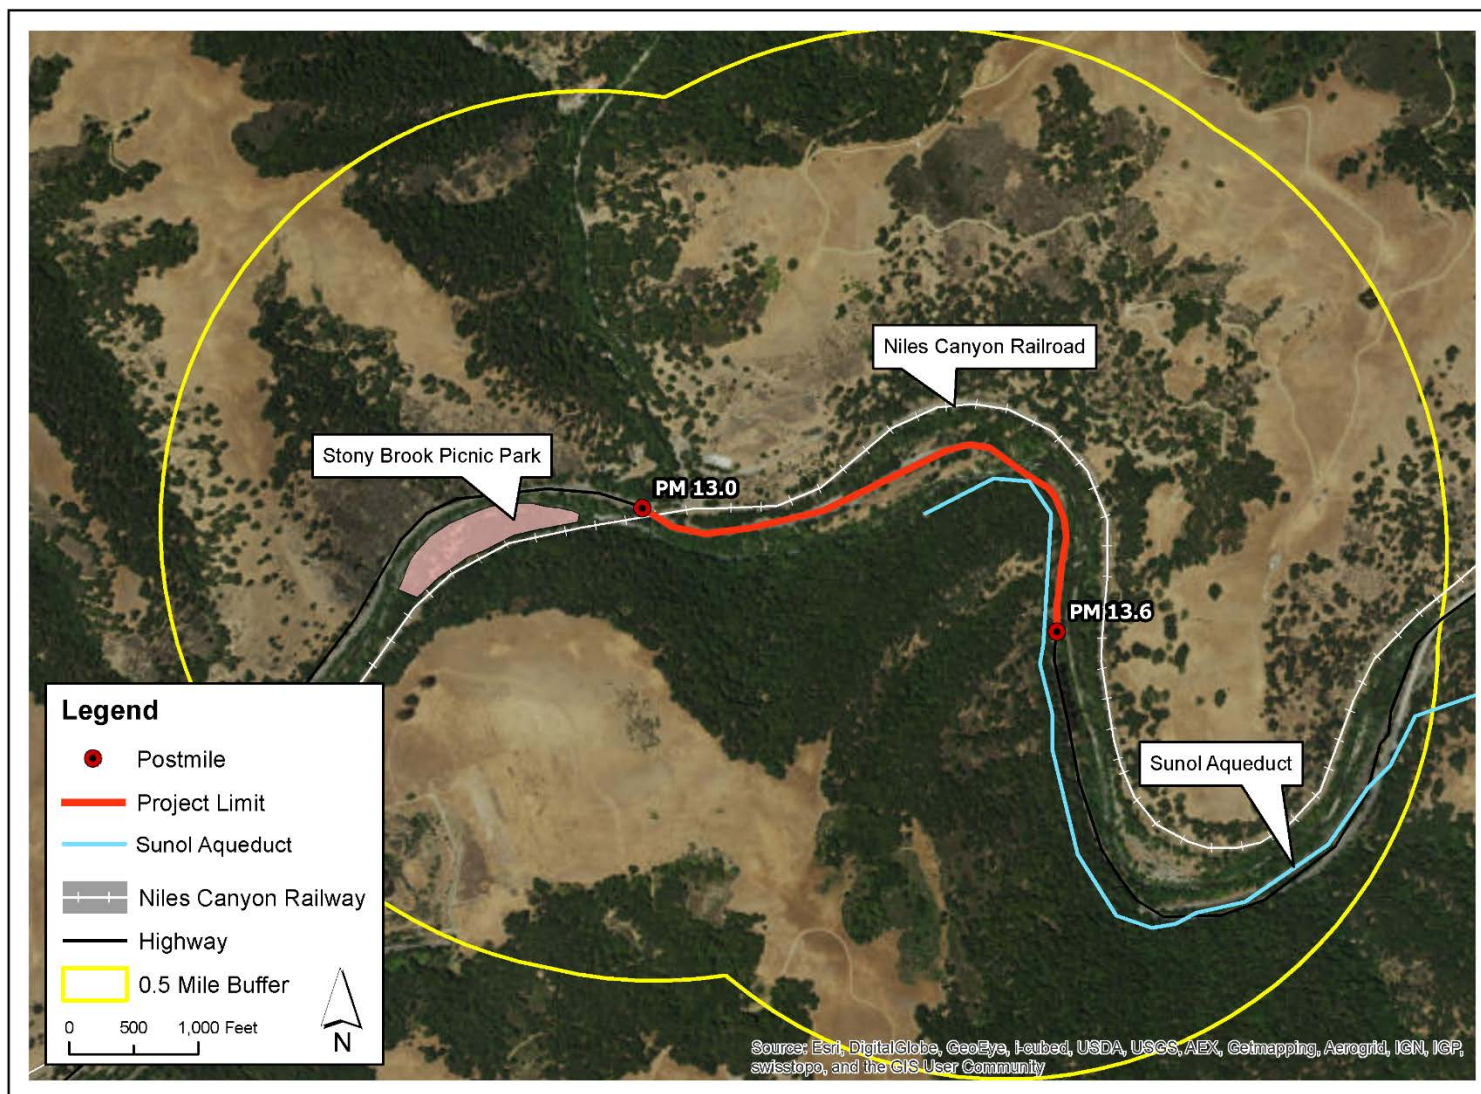 Niles Canyon Railroad
Stony Brook Picnic Park
PM 13.0
PM 13.6
Sunol Aqueduct
Legend
Postmile
Project Limit
Sunol Aqueduct
Niles Canyon Railway
Highway
0.5 Mile Buffer
0 500 1,000 Feet
N
Source: Esri, DigitalGlobe, GeoEye, i-cubed, USDA, USGS, AEX, Getmapping, Aerogrid, IGN, IGP,
swisstopo, and the GIS User Community